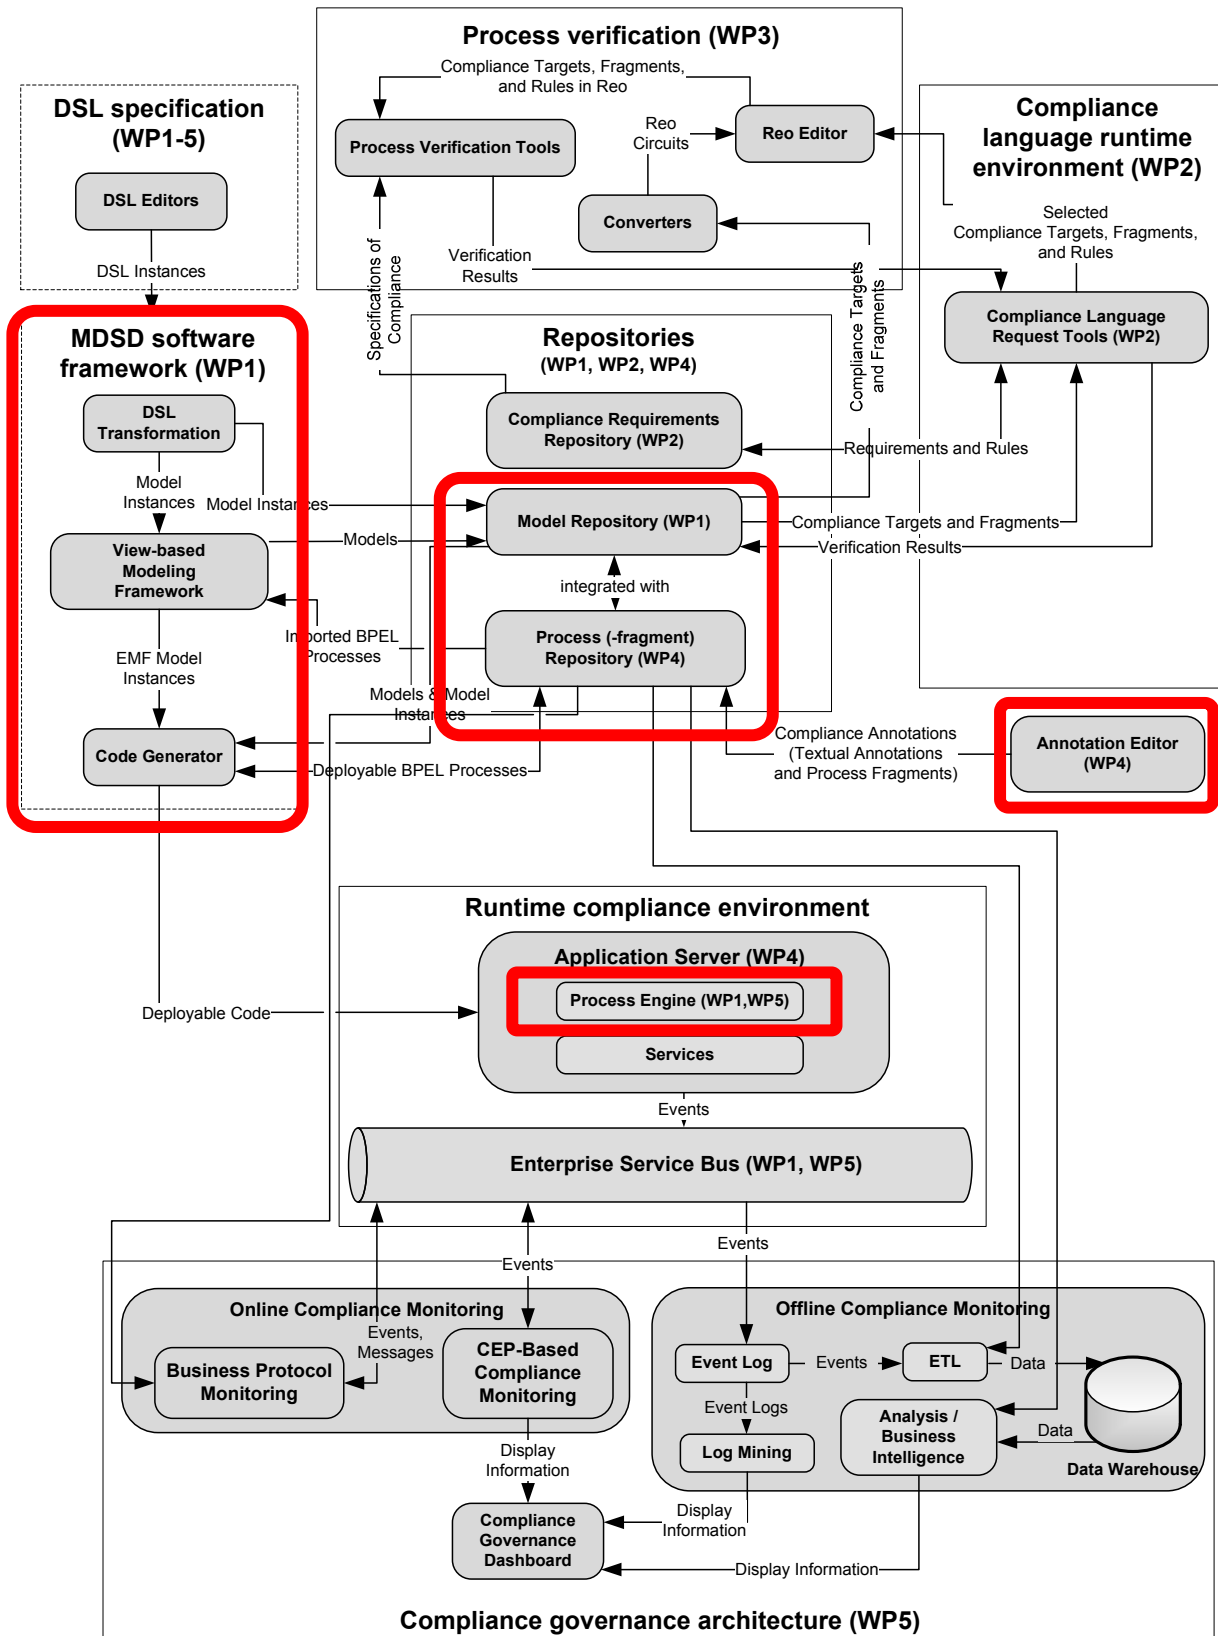 Process verification (WP3)
Compliance Targets, Fragments,
and Rules in Reo
Process Verification Tools
Reo
Circuits
Reo Editor
Converters
Verification
Results
DSL specification
(WP1-5)
DSL Editors
DSL Instances
Compliance
language runtime
environment (WP2)
Selected
Compliance Targets, Fragments,
and Rules
Compliance Language
Request Tools (WP2)
Specifications of
Compliance
Compliance Targets
and Fragments
MDSD software
framework (WP1)
DSL
Transformation
Model
Instances
Model Instances
View-based
Modeling
Framework
Models
EMF Model
Instances
Imported BPEL
Processes
Code Generator
Models & Model
Instances
Deployable BPEL Processes
Repositories
(WP1, WP2, WP4)
Compliance Requirements
Repository (WP2)
Requirements and Rules
Model Repository (WP1)
Compliance Targets and Fragments
Verification Results
integrated with
Process (-fragment)
Repository (WP4)
Compliance Annotations
(Textual Annotations
and Process Fragments)
Annotation Editor
(WP4)
Runtime compliance environment
Application Server (WP4)
Process Engine (WP1,WP5)
Services
Deployable Code
Events
Enterprise Service Bus (WP1, WP5)
Events
Events
Online Compliance Monitoring
Events,
Messages
Business Protocol
Monitoring
CEP-Based
Compliance
Monitoring
Offline Compliance Monitoring
Event Log
Events
ETL
Data
Event Logs
Log Mining
Analysis /
Business
Intelligence
Data
Data Warehouse
Display
Information
Display
Information
Compliance
Governance
Dashboard
Display Information
Compliance governance architecture (WP5)